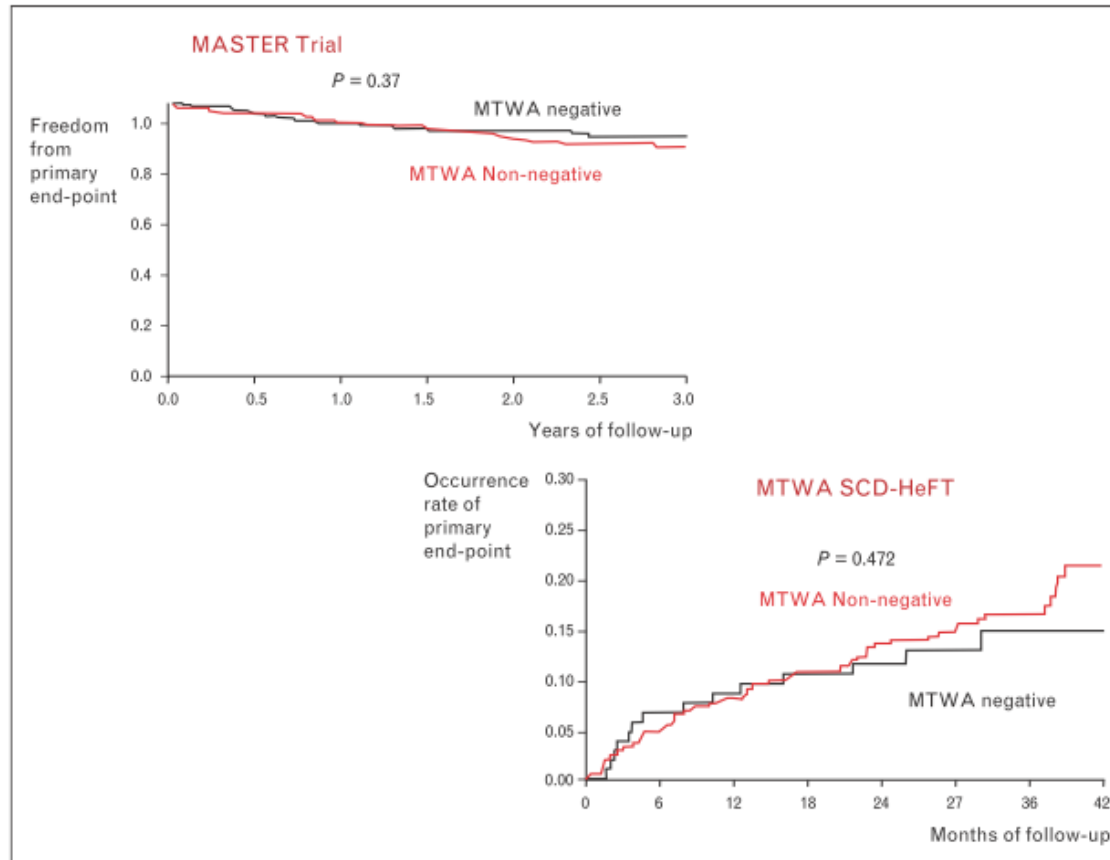 MASTER Trial
P = 0.37
MTWA negative
Freedom
from
primary
end-point
MTWA Non-negative
1.0
0.8
0.6
0.4
0.2
0.0
0.0 0.5 1.0 1.5 2.0 2.5 3.0
Years of follow-up
Occurrence
rate of
primary
end-point
MTWA SCD-HeFT
P = 0.472
MTWA Non-negative
MTWA negative
0.30
0.25
0.20
0.15
0.10
0.05
0.00
0 6 12 18 24 27 36 42
Months of follow-up